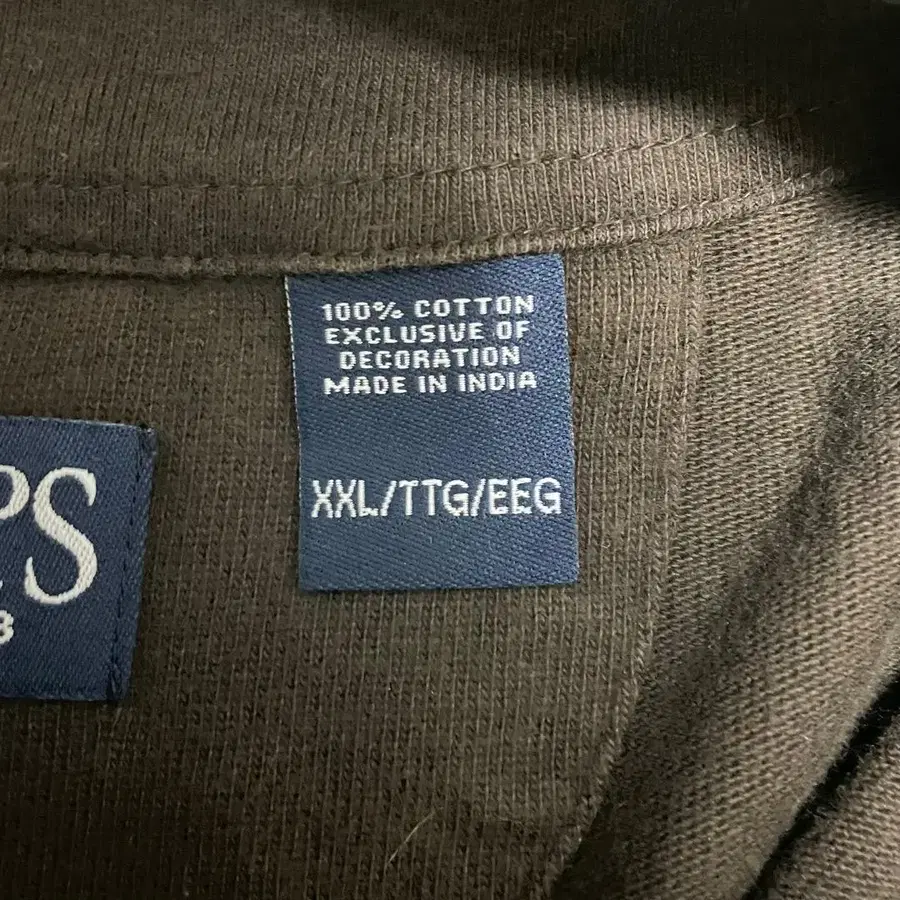 100% COTTON
EXCLUSIVE OF
DECORATION
MADE IN INDIA
XXL/TTG/EEG
PS